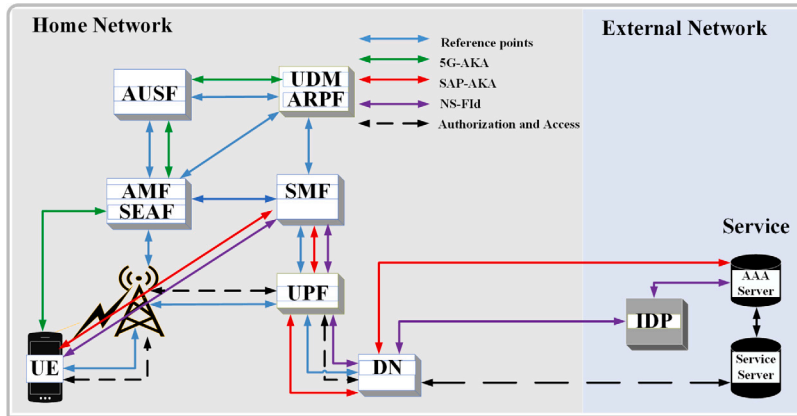 Home Network
External Network
Reference points
5G-AKA
SAP-AKA
NS-FId
Authorization and Access
AUSF
UDM
ARPF
AMF
SEAF
SMF
Service
AAA
Server
UPF
IDP
UE
DN
Service
Server